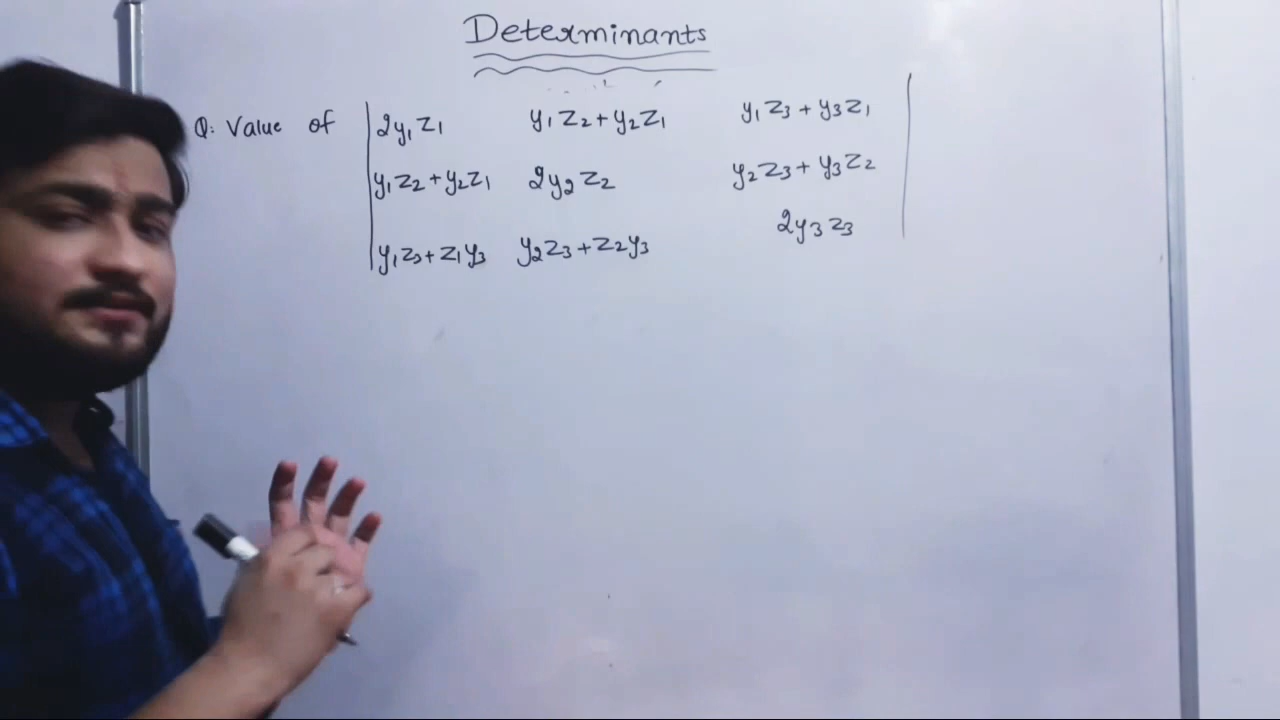 Determinants
Q: Value of | 2y₁z₁ y₁z₂+y₂z₁ y₁z₃+y₃z₁ |
y₁z₂+y₂z₁ 2y₂z₂ y₂z₃+y₃z₂
y₁z₃+z₁y₃ y₂z₃+z₂y₃ 2y₃z₃